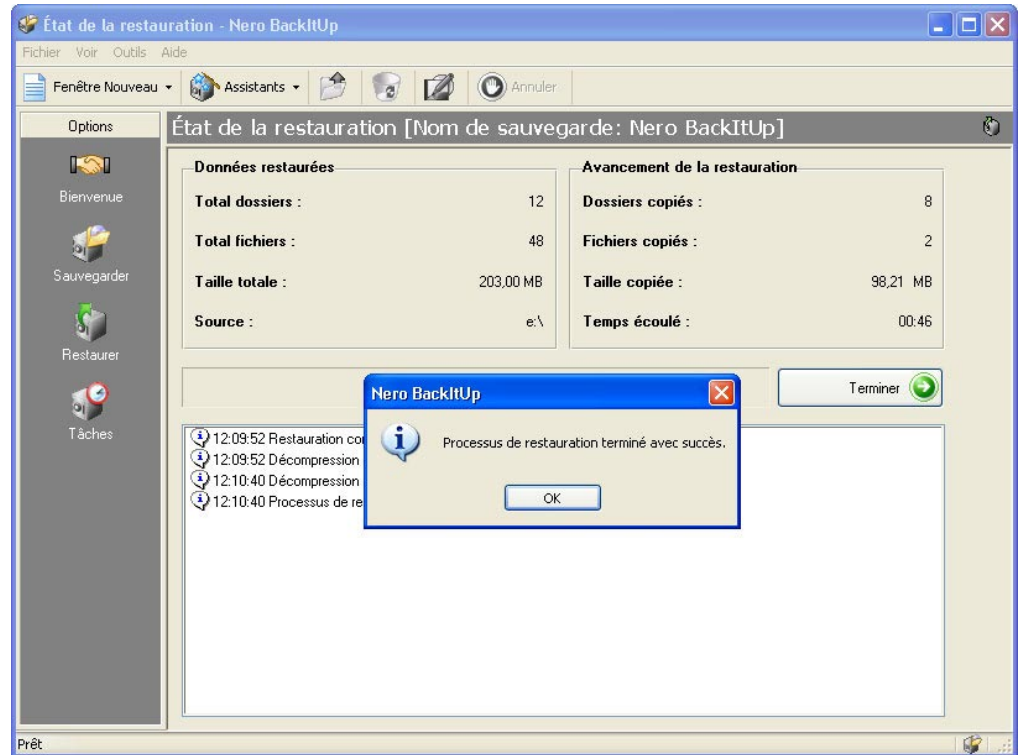 État de la restauration - Nero BackItUp
Fichier Voir Outils Aide
Fenêtre Nouveau Assistants Annuler
Options
Bienvenue
Sauvegarder
Restaurer
Tâches
État de la restauration [Nom de sauvegarde: Nero BackItUp]
Données restaurées
Total dossiers : 12
Total fichiers : 48
Taille totale : 203,00 MB
Source : e:\
Avancement de la restauration
Dossiers copiés : 8
Fichiers copiés : 2
Taille copiée : 98,21 MB
Temps écoulé : 00:46
Terminer
12:09:52 Restauration
12:09:52 Décompression
12:10:40 Décompression
12:10:40 Processus de
Nero BackItUp
Processus de restauration terminé avec succès.
OK
Prêt